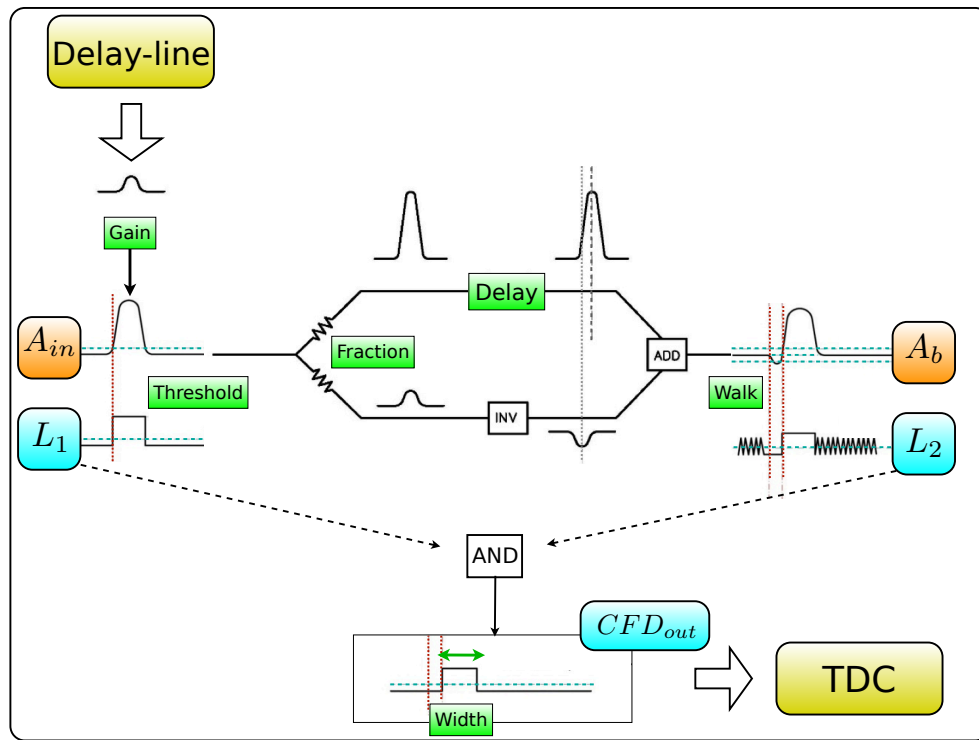 Delay-line
Gain
Delay
A_in
Fraction
ADD
A_b
Threshold
Walk
INV
L_1
L_2
AND
CFD_out
TDC
Width